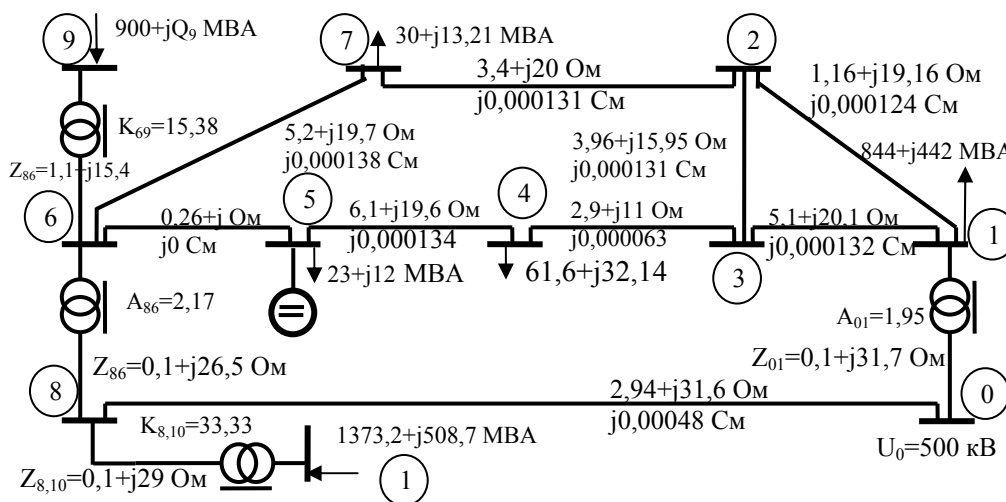 9
900+jQ₉ МВА
7
30+j13,21 МВА
2
3,4+j20 Ом
j0,000131 См
1,16+j19,16 Ом
j0,000124 См
K₆₉=15,38
5,2+j19,7 Ом
j0,000138 См
3,96+j15,95 Ом
j0,000131 См
844+j442 МВА
Z₈₆=1,1+j15,4
6
0,26+j Ом
j0 См
5
6,1+j19,6 Ом
j0,000134
4
2,9+j11 Ом
j0,000063
5,1+j20,1 Ом
j0,000132 См
1
3
23+j12 МВА
61,6+j32,14
A₈₆=2,17
A₀₁=1,95
Z₈₆=0,1+j26,5 Ом
Z₀₁=0,1+j31,7 Ом
8
2,94+j31,6 Ом
j0,00048 См
0
K₈,₁₀=33,33
1373,2+j508,7 МВА
U₀=500 кВ
Z₈,₁₀=0,1+j29 Ом
1